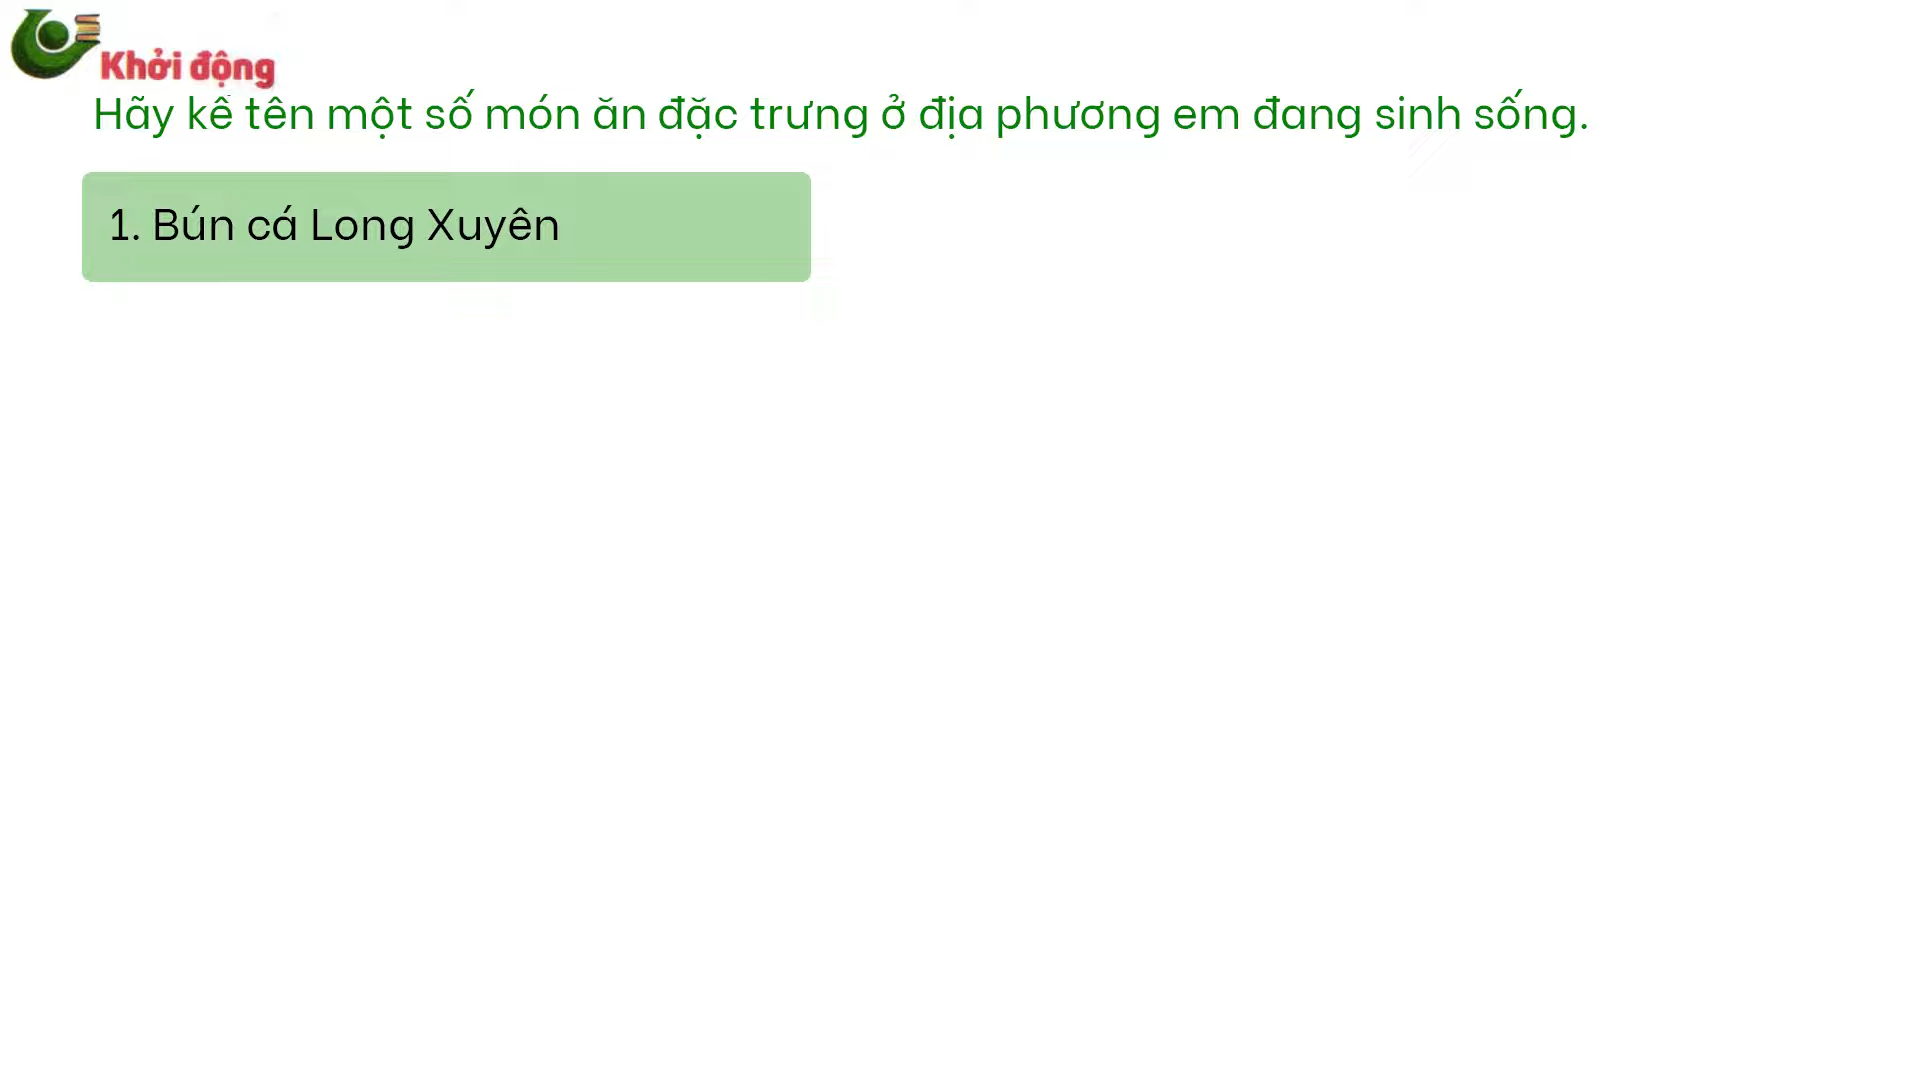 Khởi động
Hãy kể tên một số món ăn đặc trưng ở địa phương em đang sinh sống.
1. Bún cá Long Xuyên